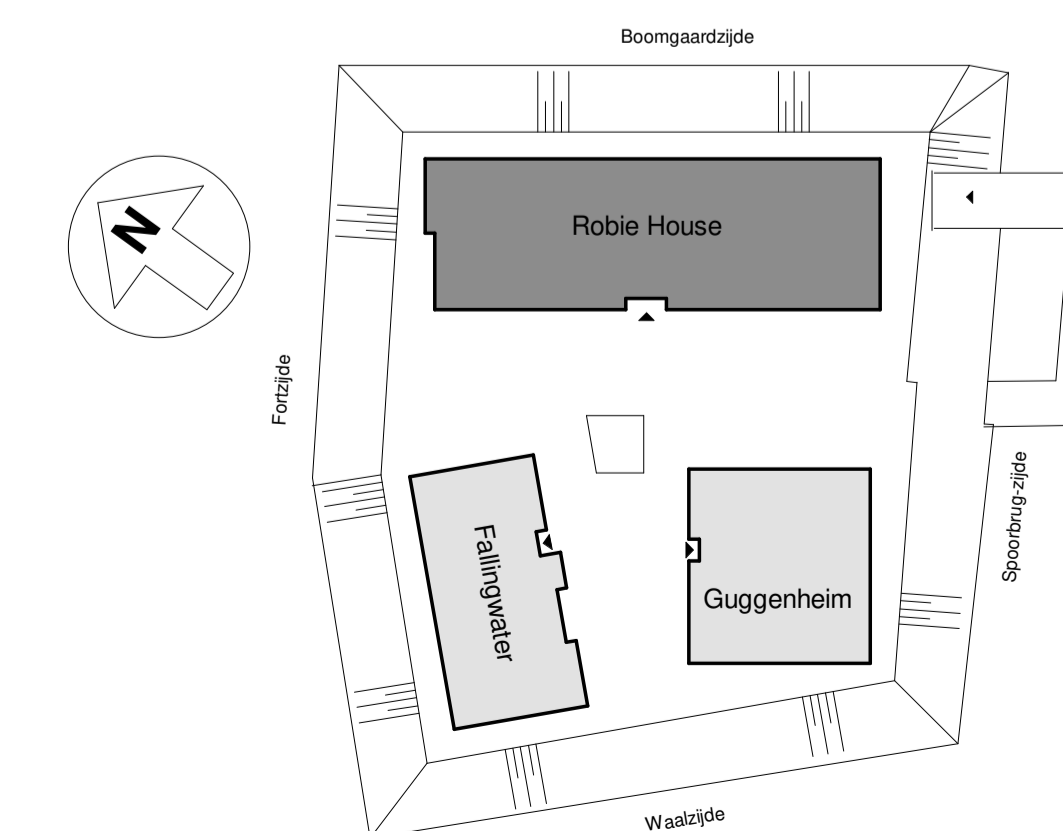 Boomgaardzijde
N
Robie House
Fortzijde
Spoorbrug-zijde
Fallingwater
Guggenheim
Waalzijde